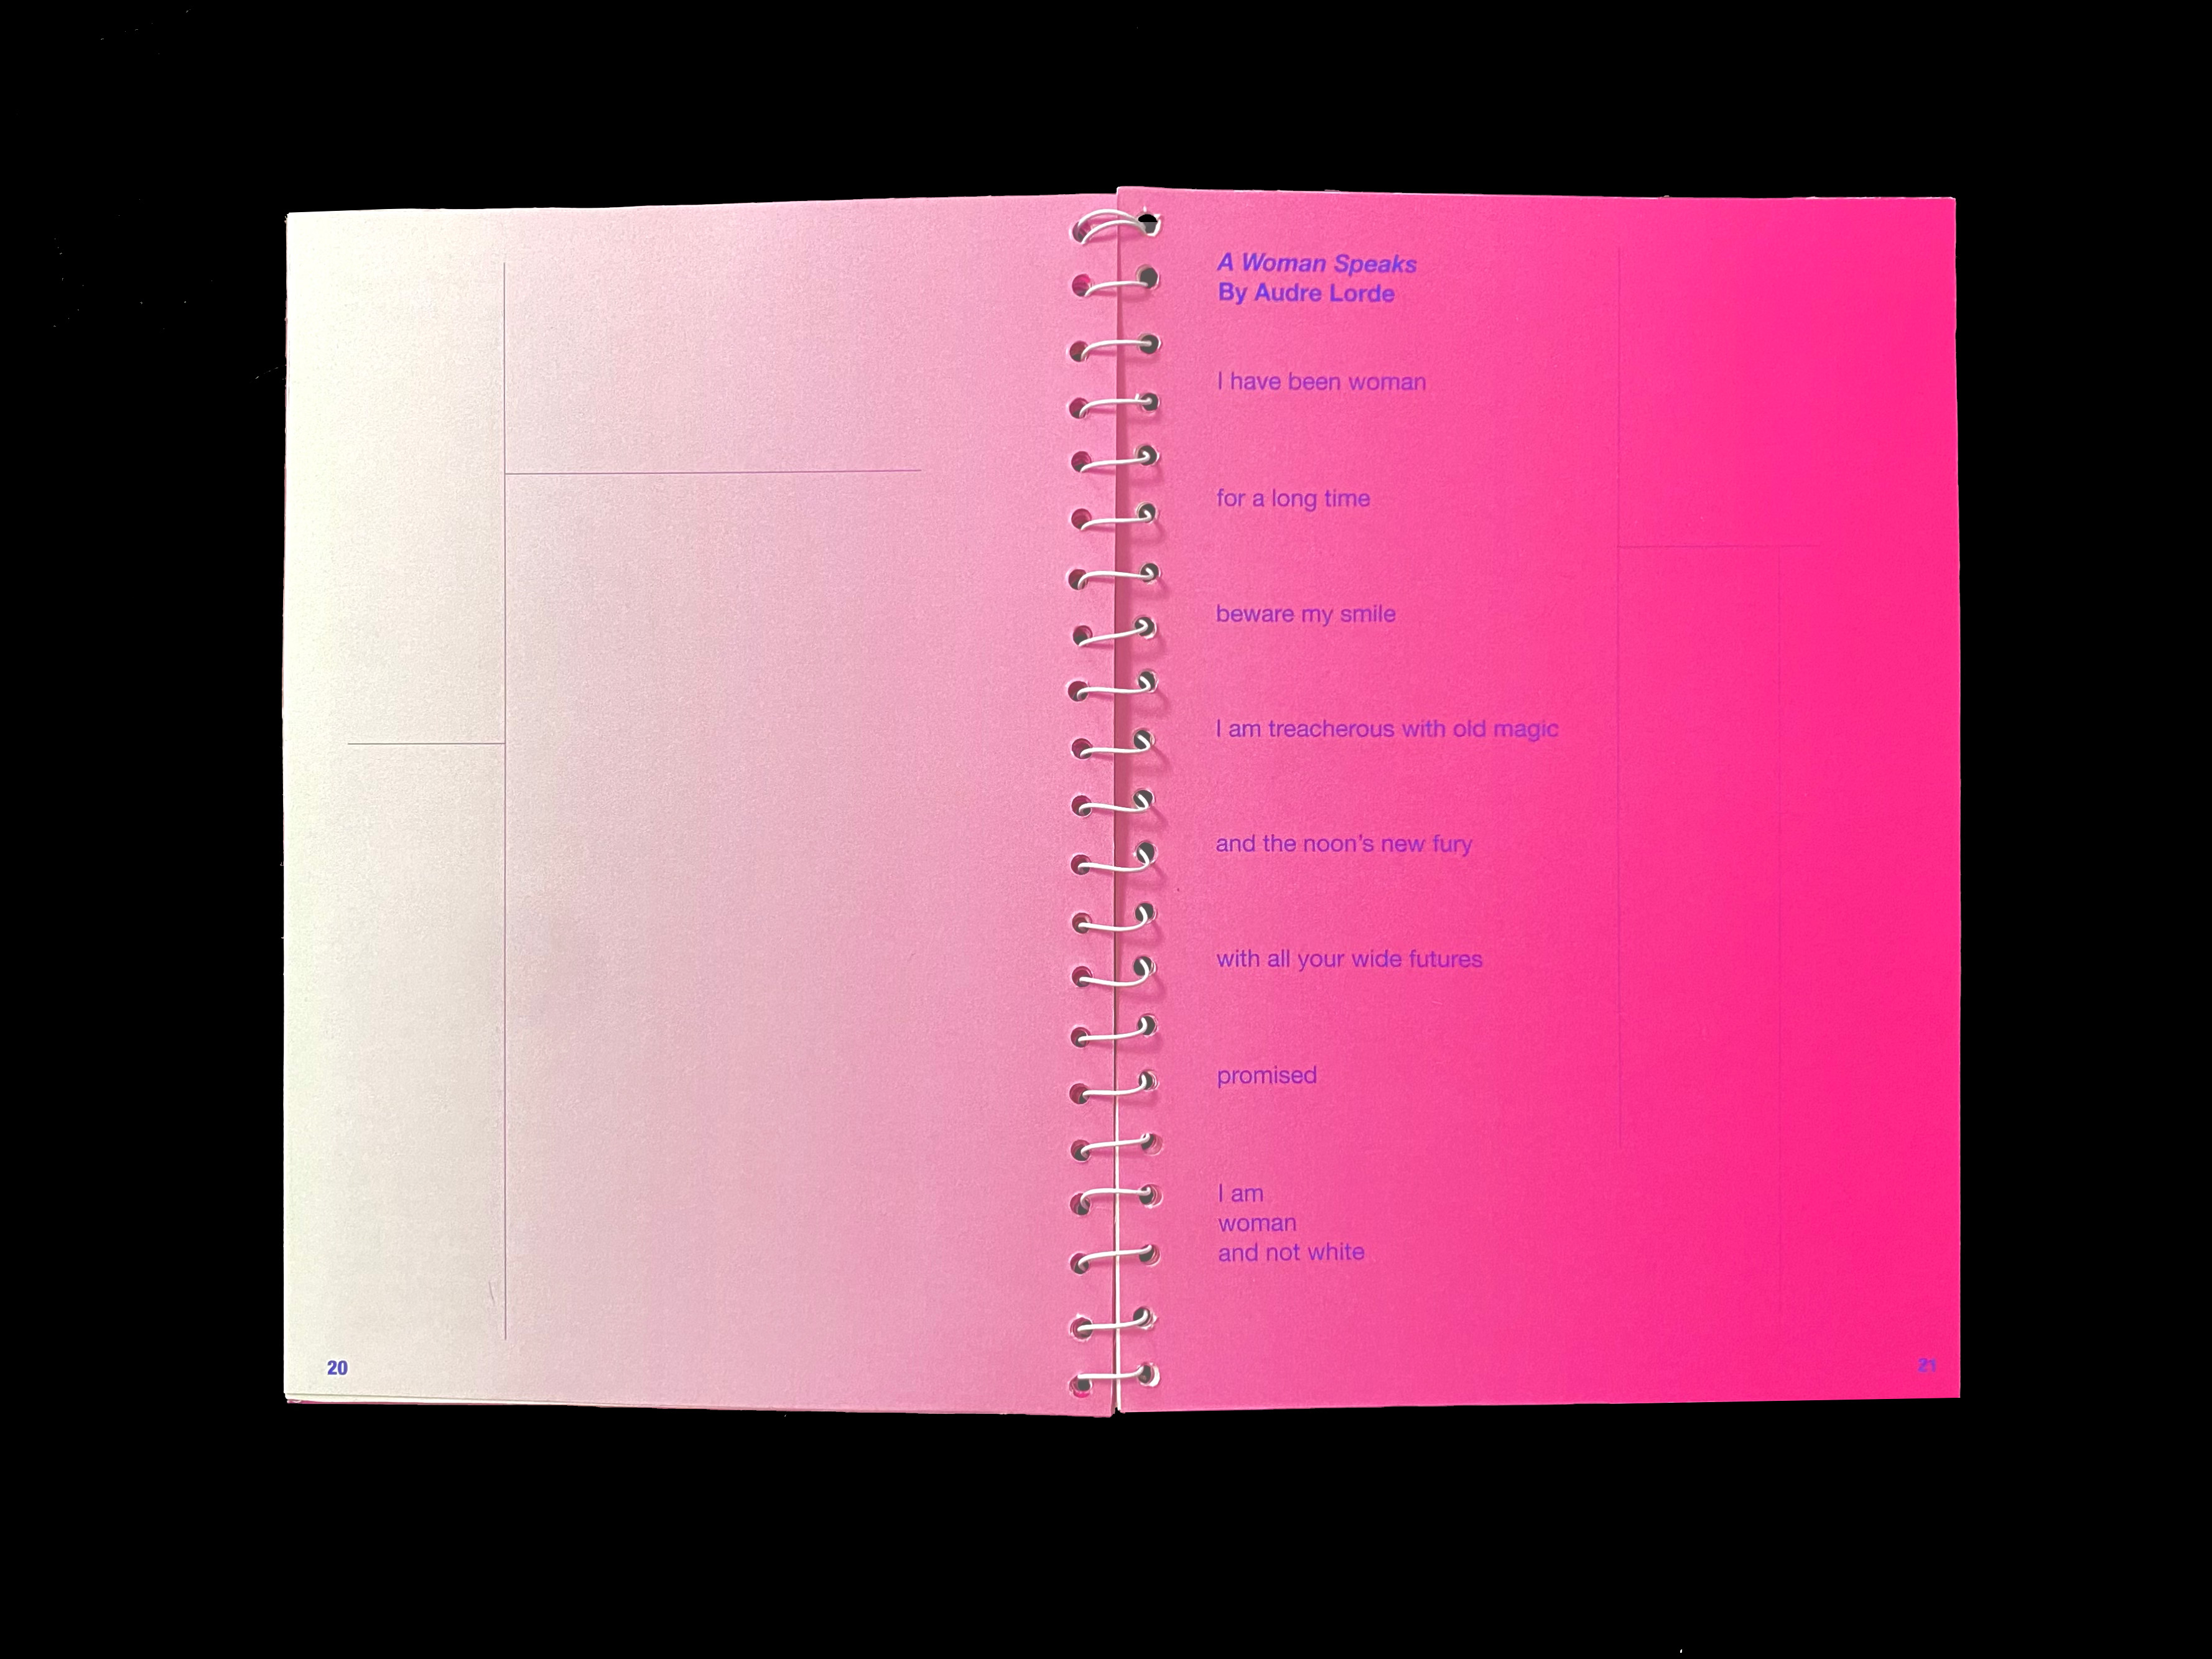 A Woman Speaks
By Audre Lorde
I have been woman
for a long time
beware my smile
I am treacherous with old magic
and the noon’s new fury
with all your wide futures
promised
I am
woman
and not white
20
21